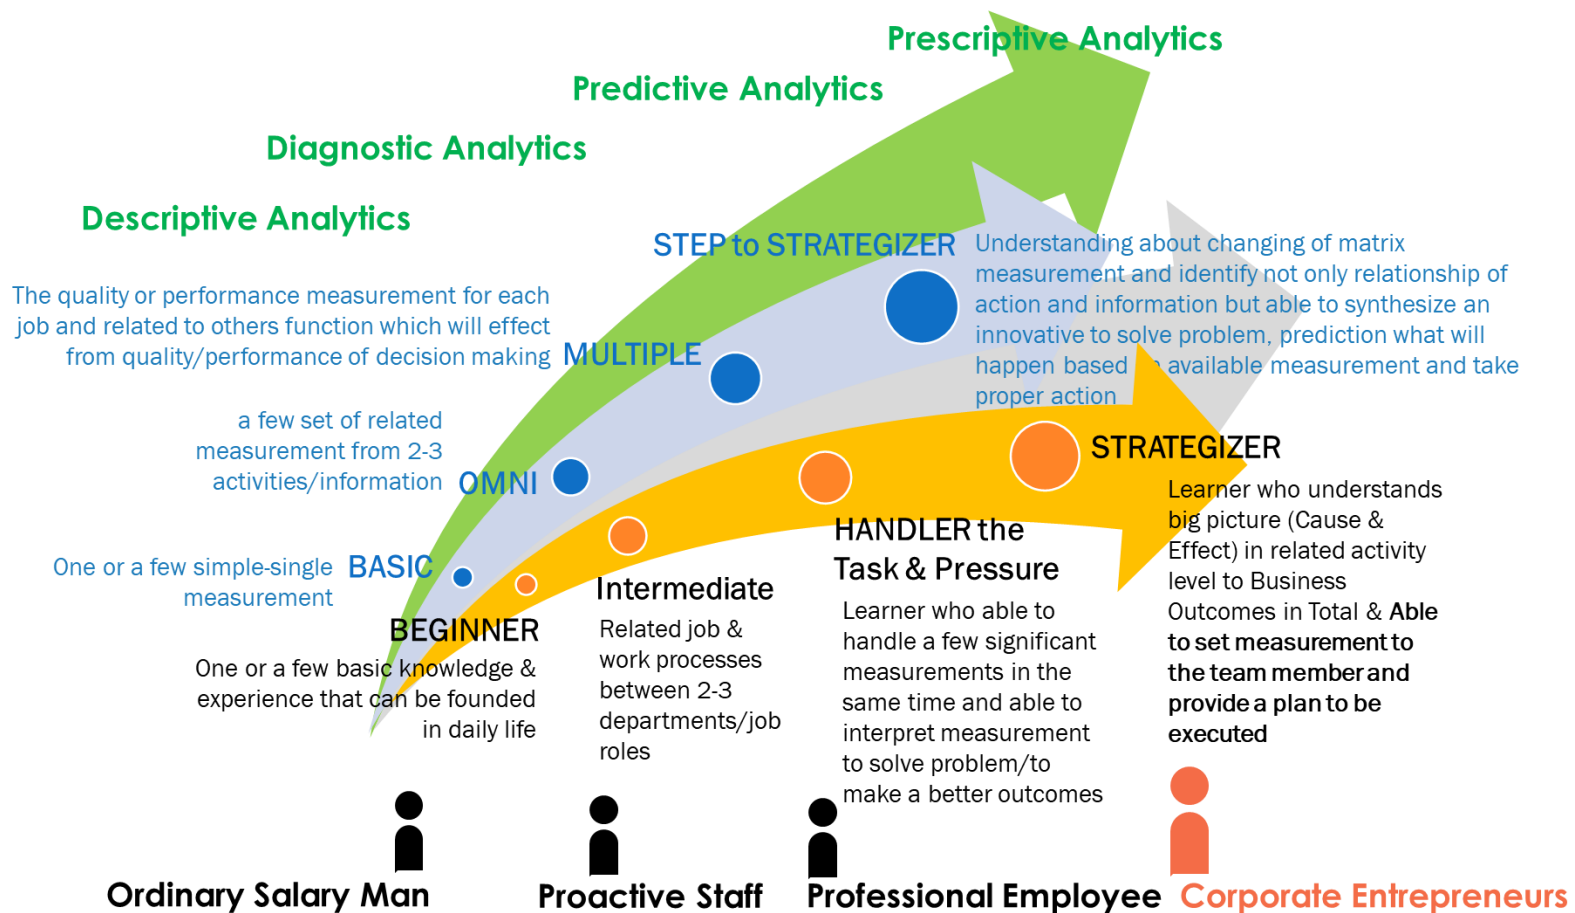 Prescriptive Analytics
Predictive Analytics
Diagnostic Analytics
Descriptive Analytics
STEP to STRATEGIZER
Understanding about changing of matrix
measurement and identify not only relationship of
action and information but able to synthesize an
innovative to solve problem, prediction what will
happen based available measurement and take
proper action
The quality or performance measurement for each
job and related to others function which will effect
from quality/performance of decision making
MULTIPLE
a few set of related
measurement from 2-3
activities/information
OMNI
One or a few simple-single
measurement
BASIC
BEGINNER
One or a few basic knowledge &
experience that can be founded
in daily life
Intermediate
Related job &
work processes
between 2-3
departments/job
roles
HANDLER the
Task & Pressure
Learner who able to
handle a few significant
measurements in the
same time and able to
interpret measurement
to solve problem/to
make a better outcomes
STRATEGIZER
Learner who understands
big picture (Cause &
Effect) in related activity
level to Business
Outcomes in Total & Able
to set measurement to
the team member and
provide a plan to be
executed
Ordinary Salary Man
Proactive Staff
Professional Employee
Corporate Entrepreneurs